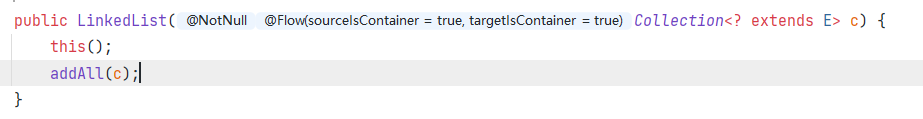 public LinkedList( @NotNull @Flow(sourceIsContainer = true, targetIsContainer = true) Collection<? extends E> c) {
    this();
    addAll(c);
}